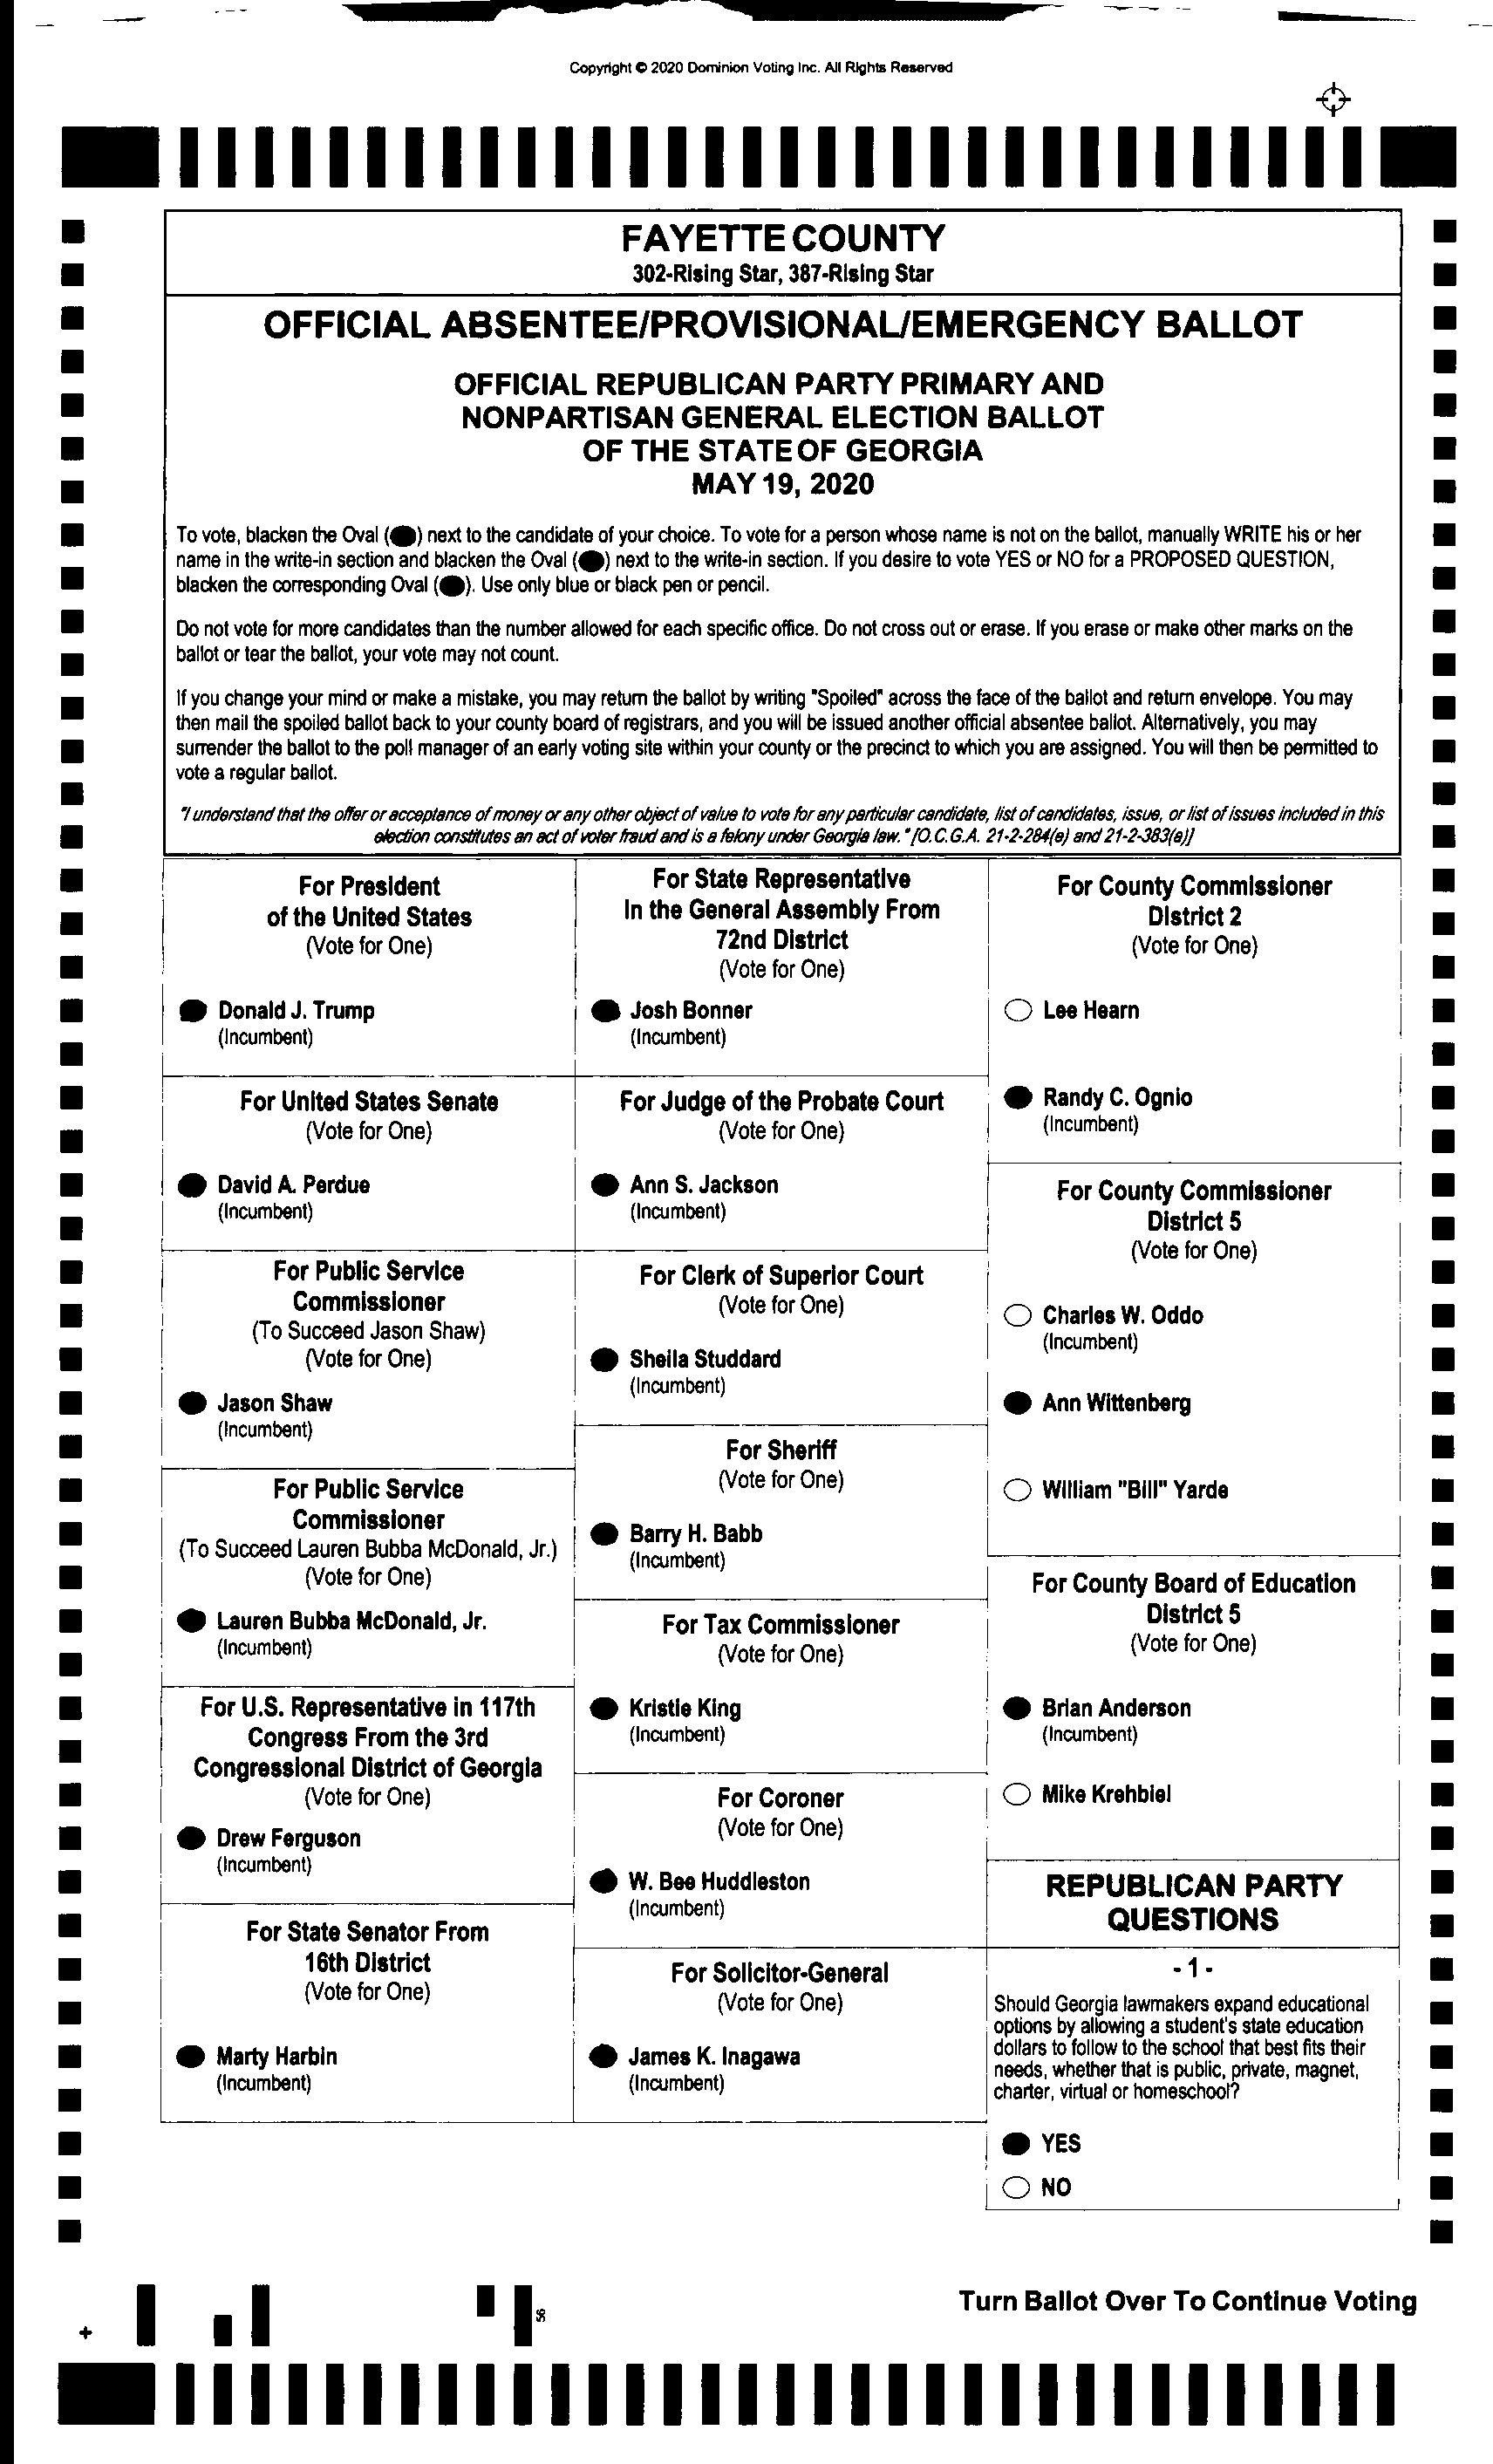 Copyright © 2020 Dominion Voting Inc. All Rights Reserved
FAYETTE COUNTY
302-Rising Star, 387-Rising Star
OFFICIAL ABSENTEE/PROVISIONAL/EMERGENCY BALLOT
OFFICIAL REPUBLICAN PARTY PRIMARY AND
NONPARTISAN GENERAL ELECTION BALLOT
OF THE STATE OF GEORGIA
MAY 19, 2020
To vote, blacken the Oval ( ) next to the candidate of your choice. To vote for a person whose name is not on the ballot, manually WRITE his or her
name in the write-in section and blacken the Oval ( ) next to the write-in section. If you desire to vote YES or NO for a PROPOSED QUESTION,
blacken the corresponding Oval ( ). Use only blue or black pen or pencil.
Do not vote for more candidates than the number allowed for each specific office. Do not cross out or erase. If you erase or make other marks on the
ballot or tear the ballot, your vote may not count.
If you change your mind or make a mistake, you may return the ballot by writing "Spoiled" across the face of the ballot and return envelope. You may
then mail the spoiled ballot back to your county board of registrars, and you will be issued another official absentee ballot. Alternatively, you may
surrender the ballot to the poll manager of an early voting site within your county or the precinct to which you are assigned. You will then be permitted to
vote a regular ballot.
"I understand that the offer or acceptance of money or any other object of value to vote for any particular candidate, list of candidates, issue, or list of issues included in this
election constitutes an act of voter fraud and is a felony under Georgia law." [O.C.G.A. 21-2-284(e) and 21-2-383(a)]
For President
of the United States
(Vote for One)
Donald J. Trump
(Incumbent)
For United States Senate
(Vote for One)
David A. Perdue
(Incumbent)
For Public Service
Commissioner
(To Succeed Jason Shaw)
(Vote for One)
Jason Shaw
(Incumbent)
For Public Service
Commissioner
(To Succeed Lauren Bubba McDonald, Jr.)
(Vote for One)
Lauren Bubba McDonald, Jr.
(Incumbent)
For U.S. Representative in 117th
Congress From the 3rd
Congressional District of Georgia
(Vote for One)
Drew Ferguson
(Incumbent)
For State Senator From
16th District
(Vote for One)
Marty Harbin
(Incumbent)
For State Representative
In the General Assembly From
72nd District
(Vote for One)
Josh Bonner
(Incumbent)
For Judge of the Probate Court
(Vote for One)
Ann S. Jackson
(Incumbent)
For Clerk of Superior Court
(Vote for One)
Sheila Studdard
(Incumbent)
For Sheriff
(Vote for One)
Barry H. Babb
(Incumbent)
For Tax Commissioner
(Vote for One)
Kristie King
(Incumbent)
For Coroner
(Vote for One)
W. Bee Huddleston
(Incumbent)
For Solicitor-General
(Vote for One)
James K. Inagawa
(Incumbent)
For County Commissioner
District 2
(Vote for One)
Lee Hearn
Randy C. Ognio
(Incumbent)
For County Commissioner
District 5
(Vote for One)
Charles W. Oddo
(Incumbent)
Ann Wittenberg
William "Bill" Yarde
For County Board of Education
District 5
(Vote for One)
Brian Anderson
(Incumbent)
Mike Krehbiel
REPUBLICAN PARTY
QUESTIONS
- 1 -
Should Georgia lawmakers expand educational
options by allowing a student's state education
dollars to follow to the school that best fits their
needs, whether that is public, private, magnet,
charter, virtual or homeschool?
YES
NO
56
Turn Ballot Over To Continue Voting